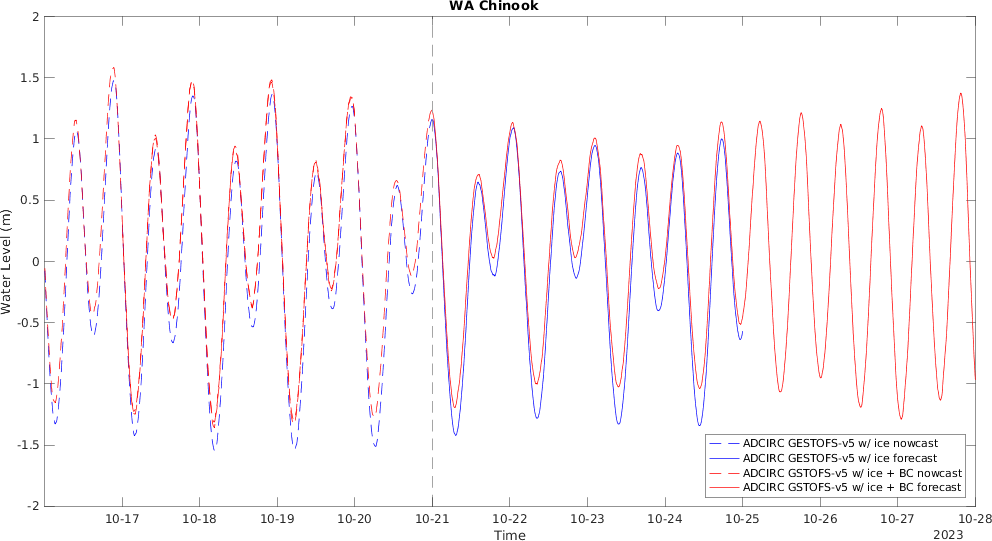 WA Chinook
2
1.5
1
0.5
0
-0.5
-1
-1.5
-2
Water Level (m)
ADCIRC GESTOFS-v5 w/ ice nowcast
ADCIRC GESTOFS-v5 w/ ice forecast
ADCIRC GSTOFS-v5 w/ ice + BC nowcast
ADCIRC GSTOFS-v5 w/ ice + BC forecast
10-17 10-18 10-19 10-20 10-21 10-22 10-23 10-24 10-25 10-26 10-27 10-28
Time
2023